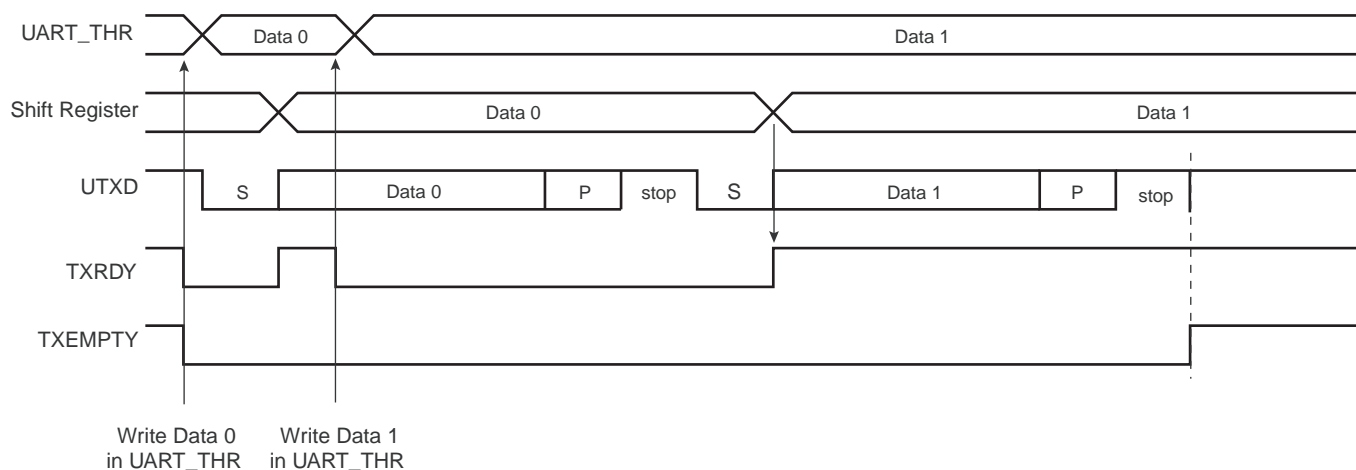 UART_THR Data 0 Data 1
Shift Register Data 0 Data 1
UTXD S Data 0 P stop S Data 1 P stop
TXRDY
TXEMPTY
Write Data 0
in UART_THR
Write Data 1
in UART_THR